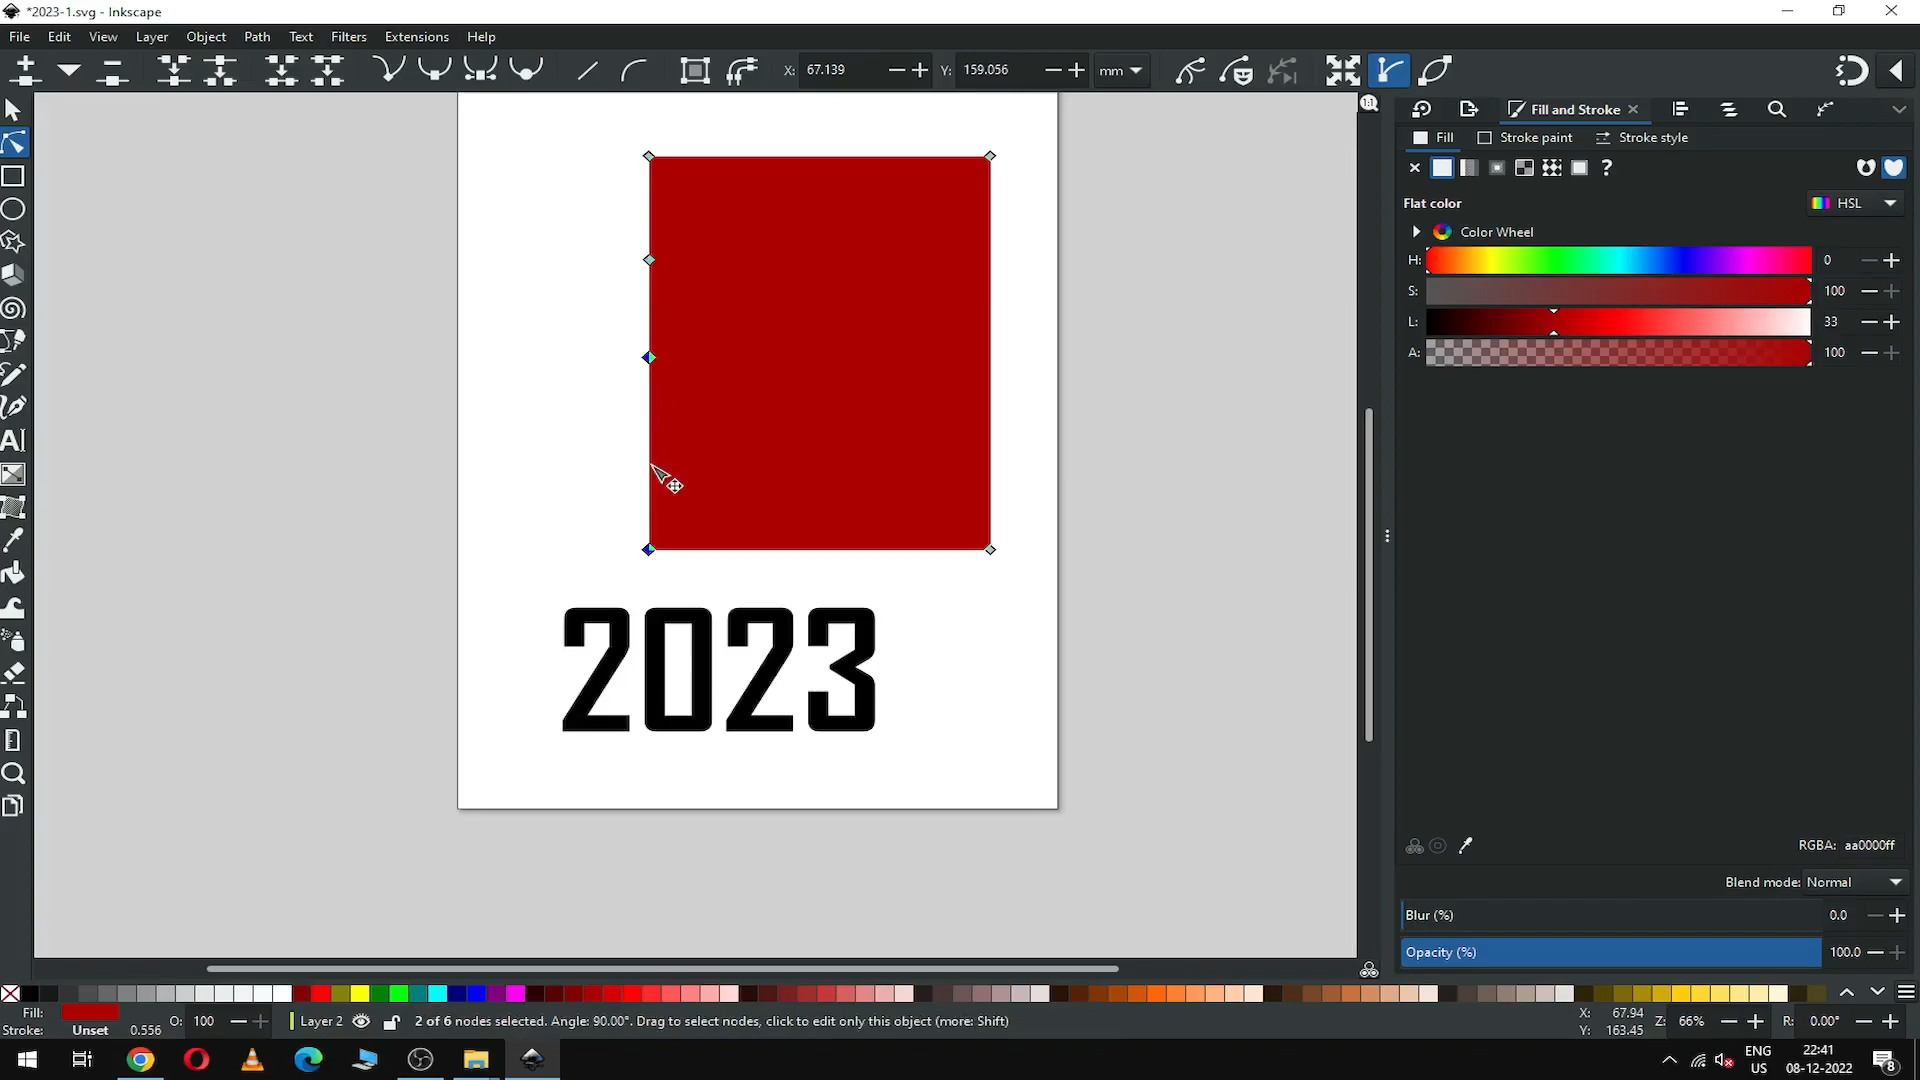 *2023-1.svg - Inkscape
File Edit View Layer Object Path Text Filters Extensions Help
X: 67.139 Y: 159.056 mm
1:1
Fill and Stroke
Fill Stroke paint Stroke style
?
Flat color HSL
Color Wheel
H: 0
S: 100
L: 33
A: 100
2023
RGBA: aa0000ff
Blend mode: Normal
Blur (%) 0.0
Opacity (%) 100.0
Fill: O: 100 Layer 2 2 of 6 nodes selected. Angle: 90.00°. Drag to select nodes, click to edit only this object (more: Shift) X: 67.94 Z: 66% R: 0.00°
Stroke: Unset 0.556 Y: 163.45
ENG 22:41
US 08-12-2022 8